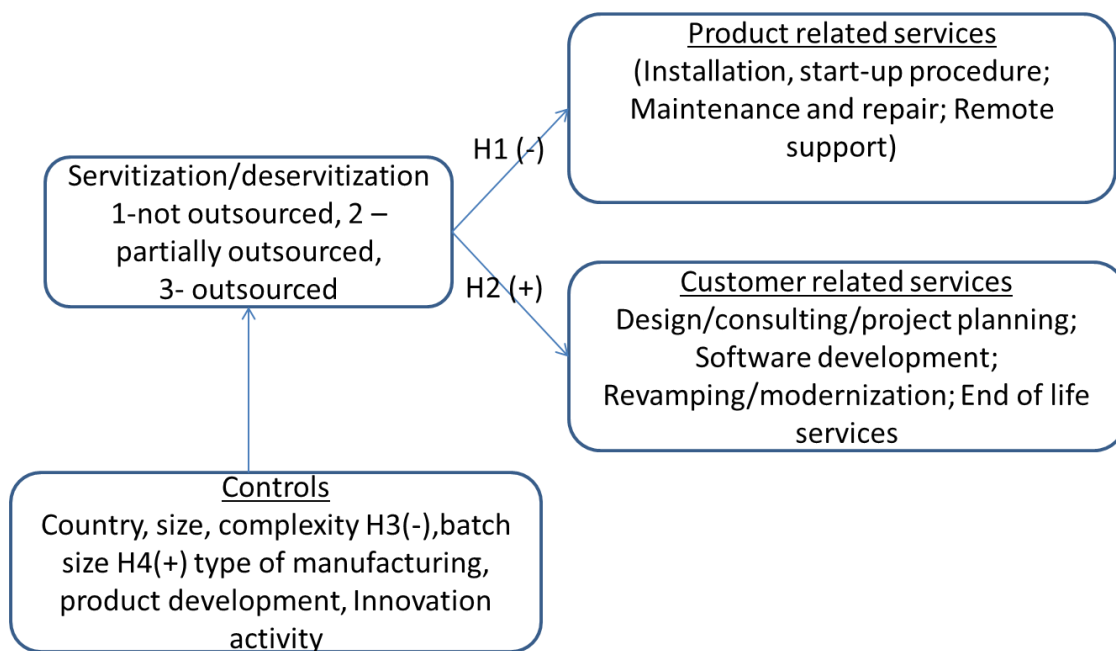 Product related services
(Installation, start-up procedure;
Maintenance and repair; Remote
support)
H1 (-)
Servitization/deservitization
1-not outsourced, 2 –
partially outsourced,
3- outsourced
H2 (+)
Customer related services
Design/consulting/project planning;
Software development;
Revamping/modernization; End of life
services
Controls
Country, size, complexity H3(-),batch
size H4(+) type of manufacturing,
product development, Innovation
activity